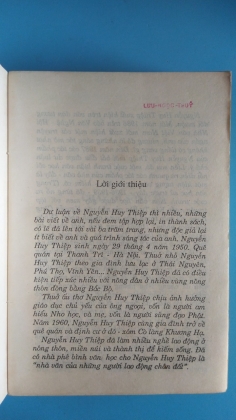 Lời giới thiệu
Dư luận về Nguyễn Huy Thiệp thì nhiều, những
bài viết về anh, nếu đem tập hợp lại, in thành sách,
có lẽ đã lên tới vài ba trăm trang, nhưng độc giả lại
ít biết về anh và quá trình sáng tác của anh. Nguyễn
Huy Thiệp sinh ngày 29 tháng 4 năm 1950. Quê
quán tại Thanh Trì - Hà Nội. Thuở nhỏ Nguyễn
Huy Thiệp theo gia đình lưu lạc ở Thái Nguyên,
Phú Thọ, Vĩnh Yên... Nguyễn Huy Thiệp đã có điều
kiện tiếp xúc nhiều với nông dân ở nhiều vùng nông
thôn đồng bằng Bắc Bộ.
Thuở ấu thơ Nguyễn Huy Thiệp chịu ảnh hưởng
giáo dục chủ yếu của ông ngoại, vốn là người am
hiểu Nho học, và mẹ, vốn là người sùng đạo Phật.
Năm 1960, Nguyễn Huy Thiệp cùng gia đình trở về
quê quán và định cư ở đó - xóm Cò làng Khương Hạ.
Nguyễn Huy Thiệp đã làm nhiều nghề lao động ở
nông thôn, miền núi và thành thị để kiếm sống. Đã
có nhà phê bình văn học cho Nguyễn Huy Thiệp là
"nhà văn của những người lao động chân đất".